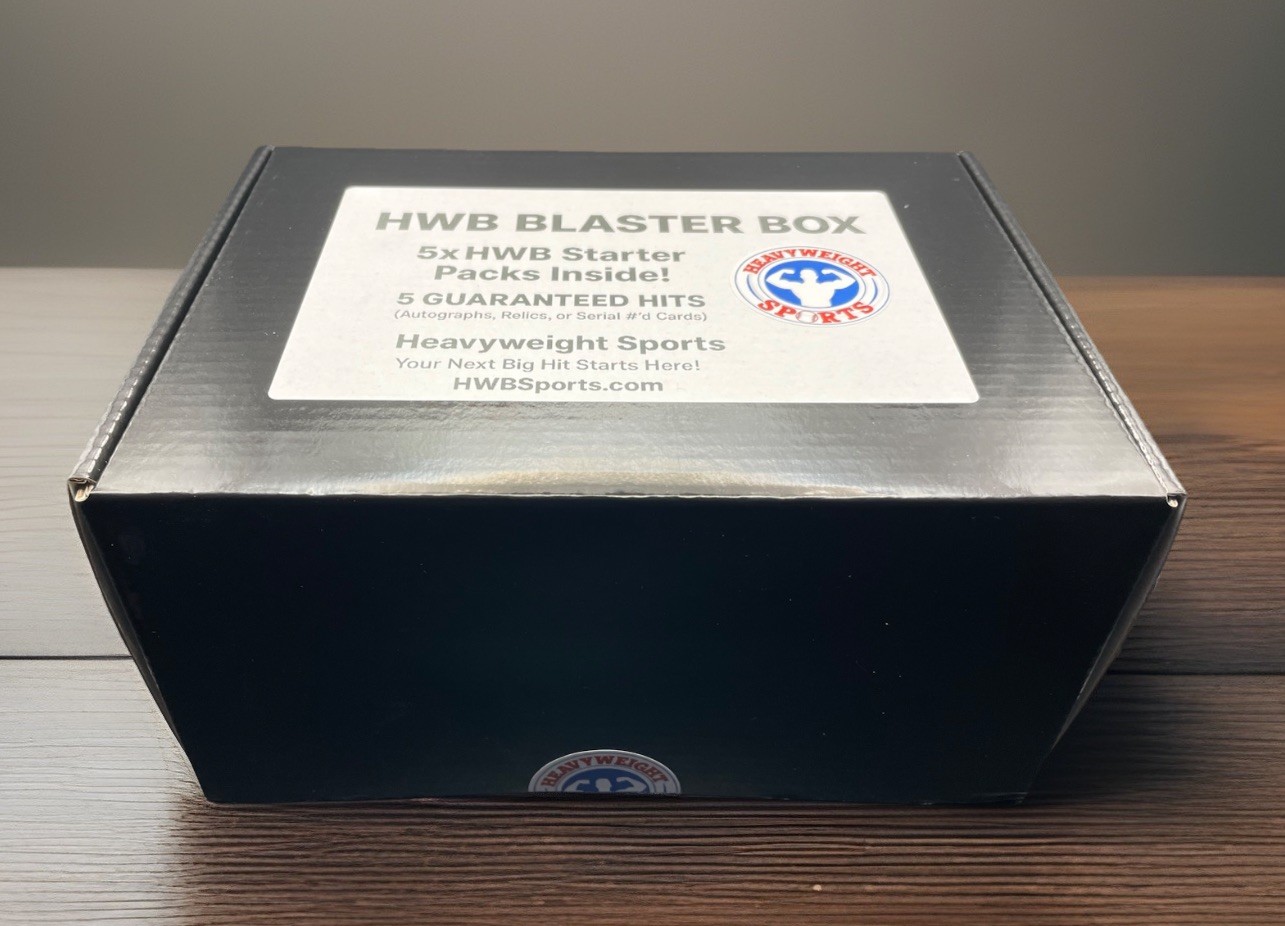 HWB BLASTER BOX
5x HWB Starter
Packs Inside!
5 GUARANTEED HITS
(Autographs, Relics, or Serial #'d Cards)
Heavyweight Sports
Your Next Big Hit Starts Here!
HWBSports.com
HEAVYWEIGHT
SPORTS
HEAVYWEIGHT